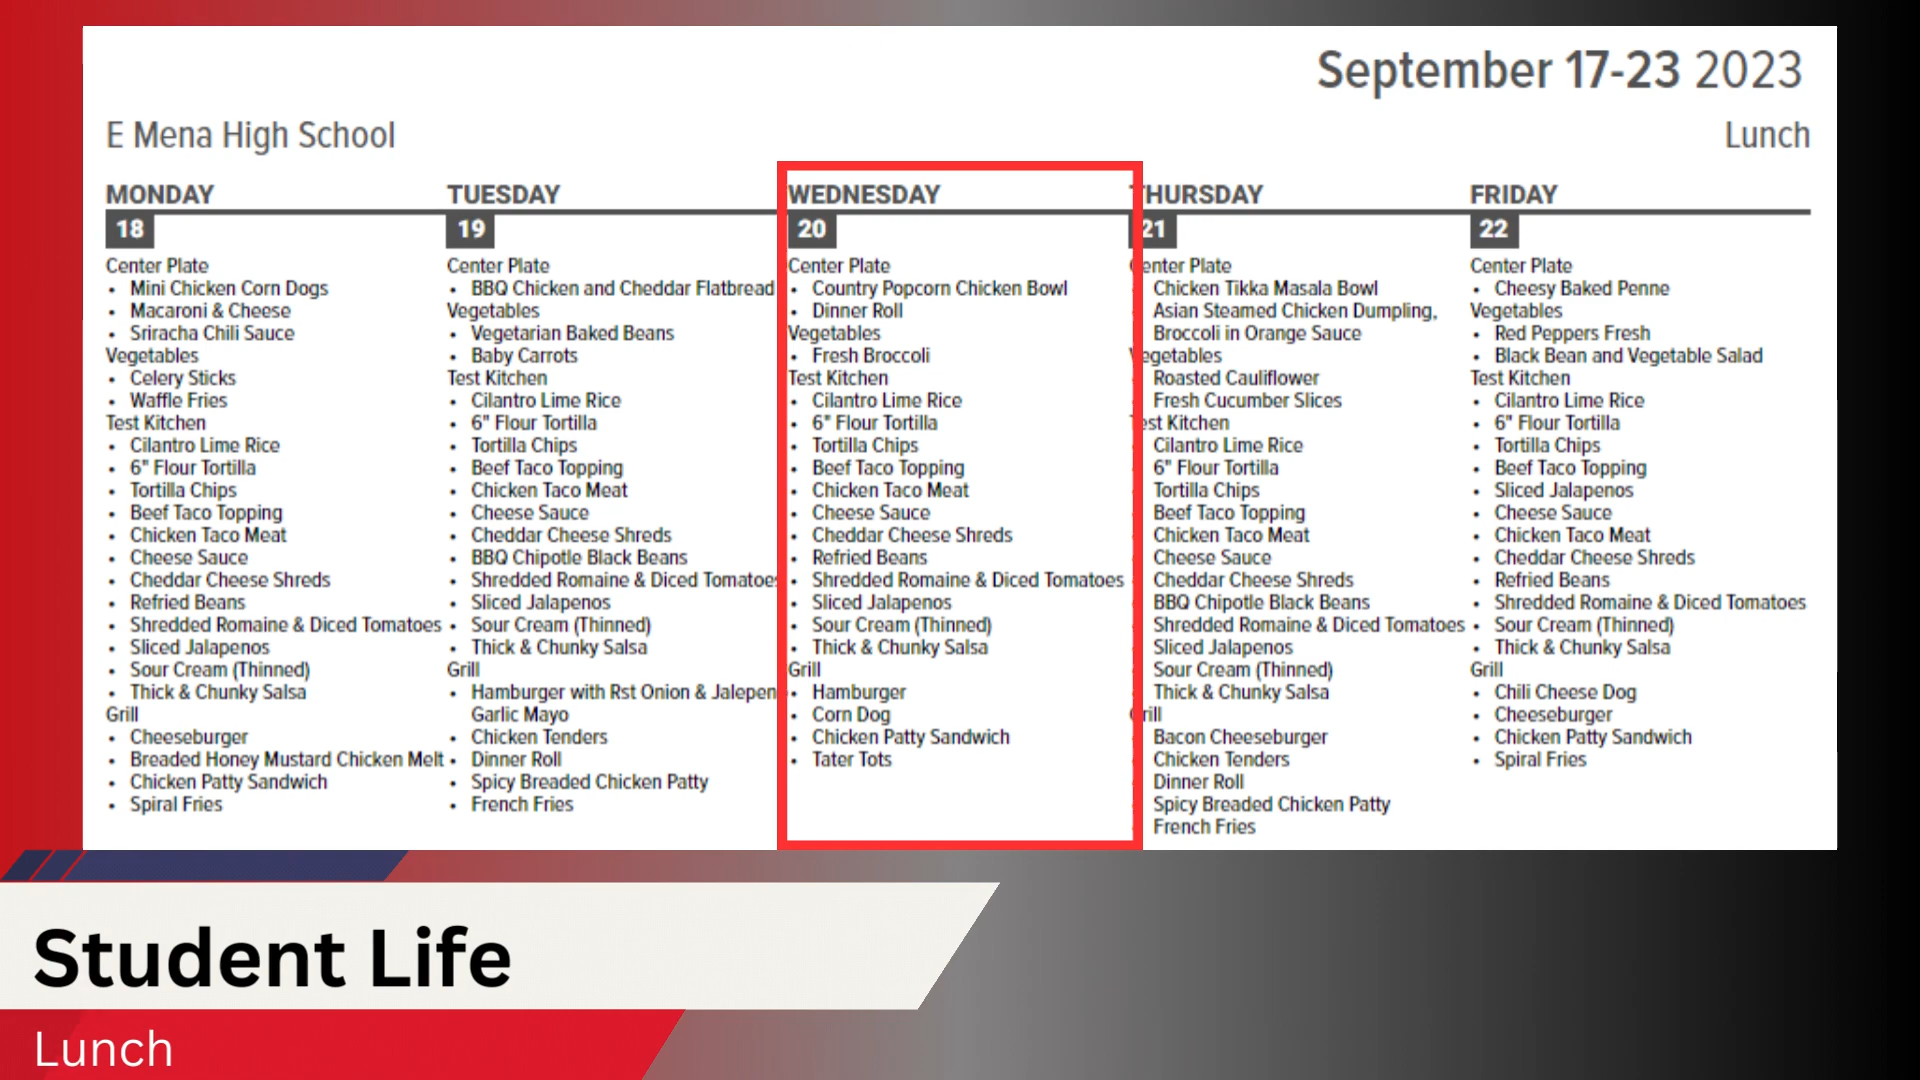 September 17-23 2023
E Mena High School
Lunch
MONDAY
18
Center Plate
• Mini Chicken Corn Dogs
• Macaroni & Cheese
• Sriracha Chili Sauce
Vegetables
• Celery Sticks
• Waffle Fries
Test Kitchen
• Cilantro Lime Rice
• 6" Flour Tortilla
• Tortilla Chips
• Beef Taco Topping
• Chicken Taco Meat
• Cheese Sauce
• Cheddar Cheese Shreds
• Refried Beans
• Shredded Romaine & Diced Tomatoes
• Sliced Jalapenos
• Sour Cream (Thinned)
• Thick & Chunky Salsa
Grill
• Cheeseburger
• Breaded Honey Mustard Chicken Melt
• Chicken Patty Sandwich
• Spiral Fries
TUESDAY
19
Center Plate
• BBQ Chicken and Cheddar Flatbread
Vegetables
• Vegetarian Baked Beans
• Baby Carrots
Test Kitchen
• Cilantro Lime Rice
• 6" Flour Tortilla
• Tortilla Chips
• Beef Taco Topping
• Chicken Taco Meat
• Cheese Sauce
• Cheddar Cheese Shreds
• BBQ Chipotle Black Beans
• Shredded Romaine & Diced Tomatoes
• Sliced Jalapenos
• Sour Cream (Thinned)
• Thick & Chunky Salsa
Grill
• Hamburger with Rst Onion & Jalepen
Garlic Mayo
• Chicken Tenders
• Dinner Roll
• Spicy Breaded Chicken Patty
• French Fries
WEDNESDAY
20
Center Plate
• Country Popcorn Chicken Bowl
• Dinner Roll
Vegetables
• Fresh Broccoli
Test Kitchen
• Cilantro Lime Rice
• 6" Flour Tortilla
• Tortilla Chips
• Beef Taco Topping
• Chicken Taco Meat
• Cheese Sauce
• Cheddar Cheese Shreds
• Refried Beans
• Shredded Romaine & Diced Tomatoes
• Sliced Jalapenos
• Sour Cream (Thinned)
• Thick & Chunky Salsa
Grill
• Hamburger
• Corn Dog
• Chicken Patty Sandwich
• Tater Tots
THURSDAY
21
Center Plate
Chicken Tikka Masala Bowl
Asian Steamed Chicken Dumpling,
Broccoli in Orange Sauce
Vegetables
Roasted Cauliflower
Fresh Cucumber Slices
Test Kitchen
Cilantro Lime Rice
6" Flour Tortilla
Tortilla Chips
Beef Taco Topping
Chicken Taco Meat
Cheese Sauce
Cheddar Cheese Shreds
BBQ Chipotle Black Beans
Shredded Romaine & Diced Tomatoes
Sliced Jalapenos
Sour Cream (Thinned)
Thick & Chunky Salsa
Grill
Bacon Cheeseburger
Chicken Tenders
Dinner Roll
Spicy Breaded Chicken Patty
French Fries
FRIDAY
22
Center Plate
• Cheesy Baked Penne
Vegetables
• Red Peppers Fresh
• Black Bean and Vegetable Salad
Test Kitchen
• Cilantro Lime Rice
• 6" Flour Tortilla
• Tortilla Chips
• Beef Taco Topping
• Sliced Jalapenos
• Cheese Sauce
• Chicken Taco Meat
• Cheddar Cheese Shreds
• Refried Beans
• Shredded Romaine & Diced Tomatoes
• Sour Cream (Thinned)
• Thick & Chunky Salsa
Grill
• Chili Cheese Dog
• Cheeseburger
• Chicken Patty Sandwich
• Spiral Fries
Student Life
Lunch